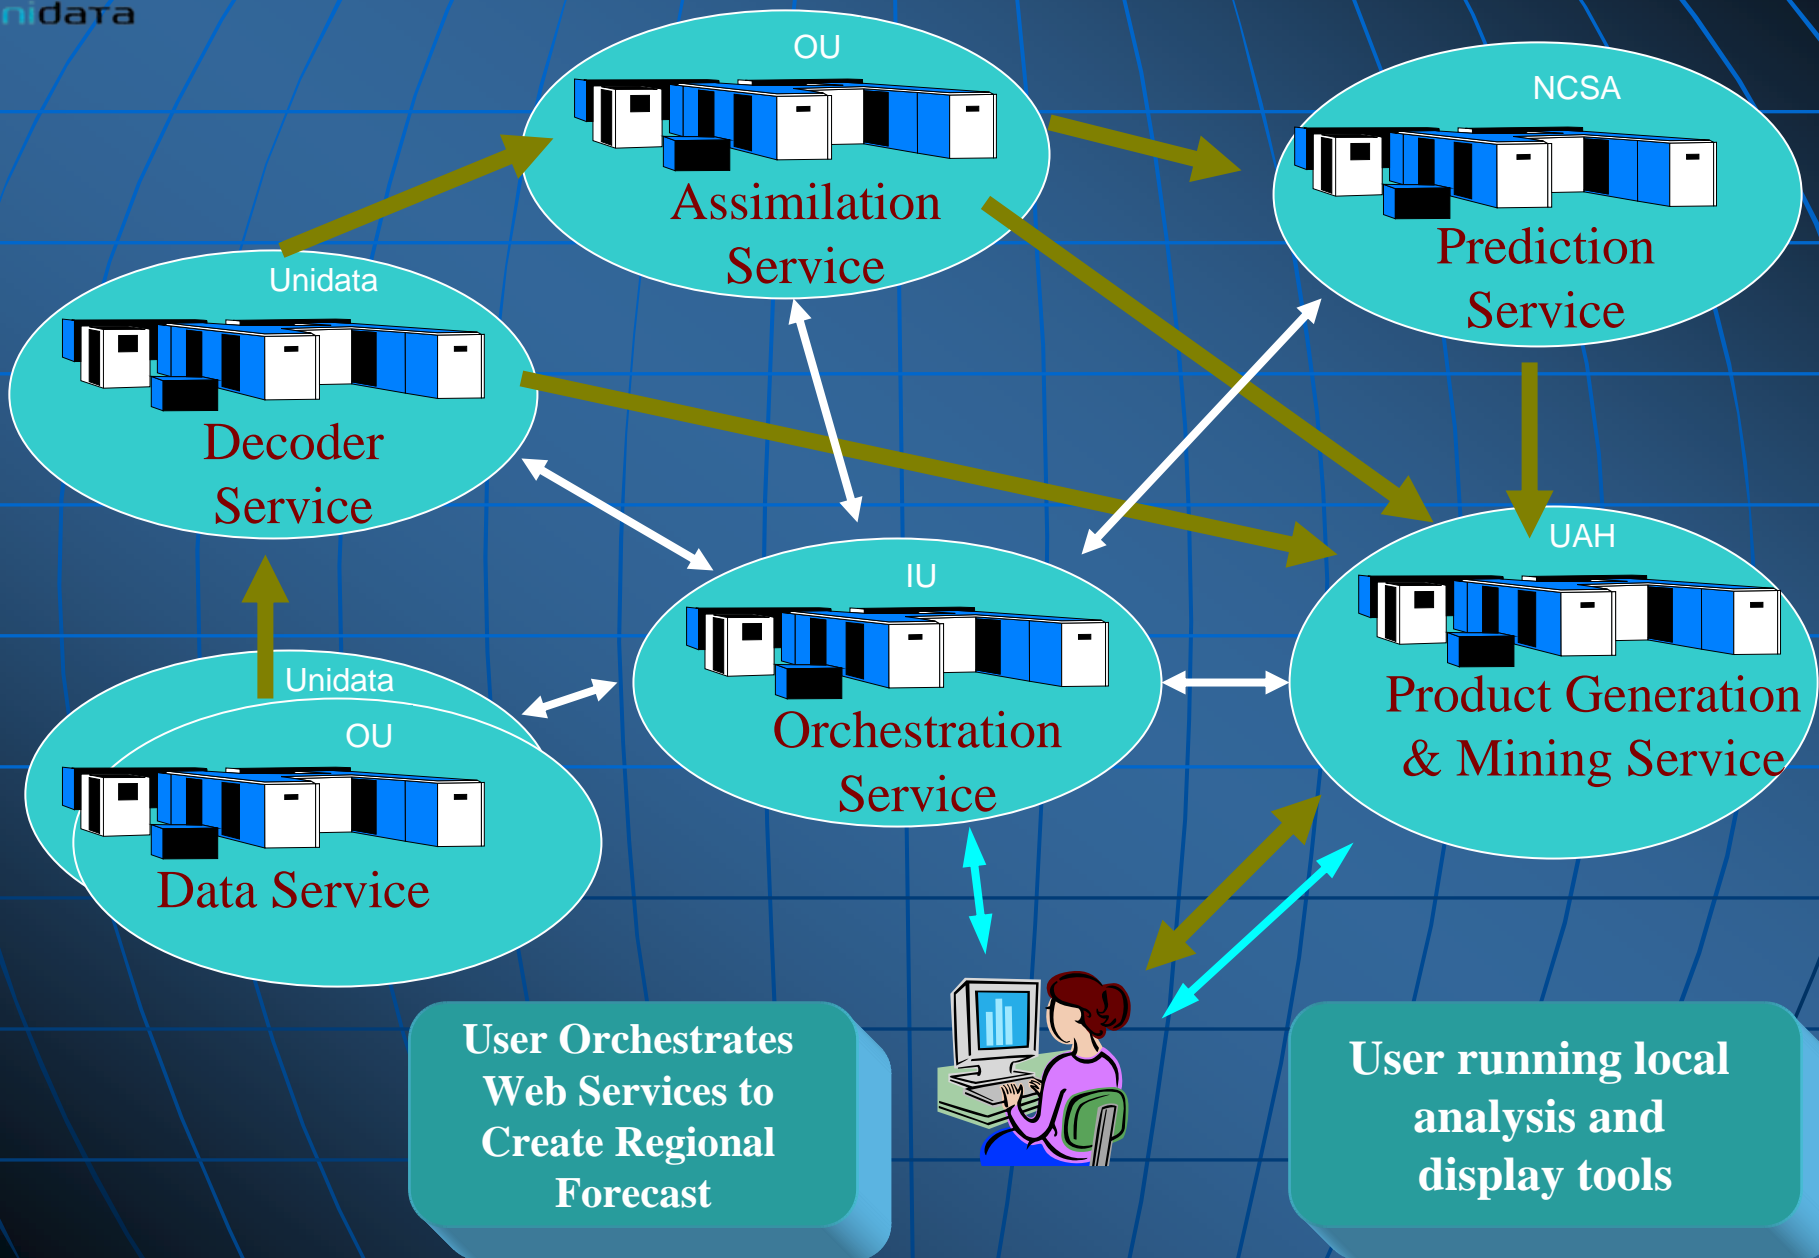 nidata
OU
Assimilation
Service
NCSA
Prediction
Service
Unidata
Decoder
Service
IU
Orchestration
Service
UAH
Product Generation
& Mining Service
Unidata
OU
Data Service
User Orchestrates
Web Services to
Create Regional
Forecast
User running local
analysis and
display tools